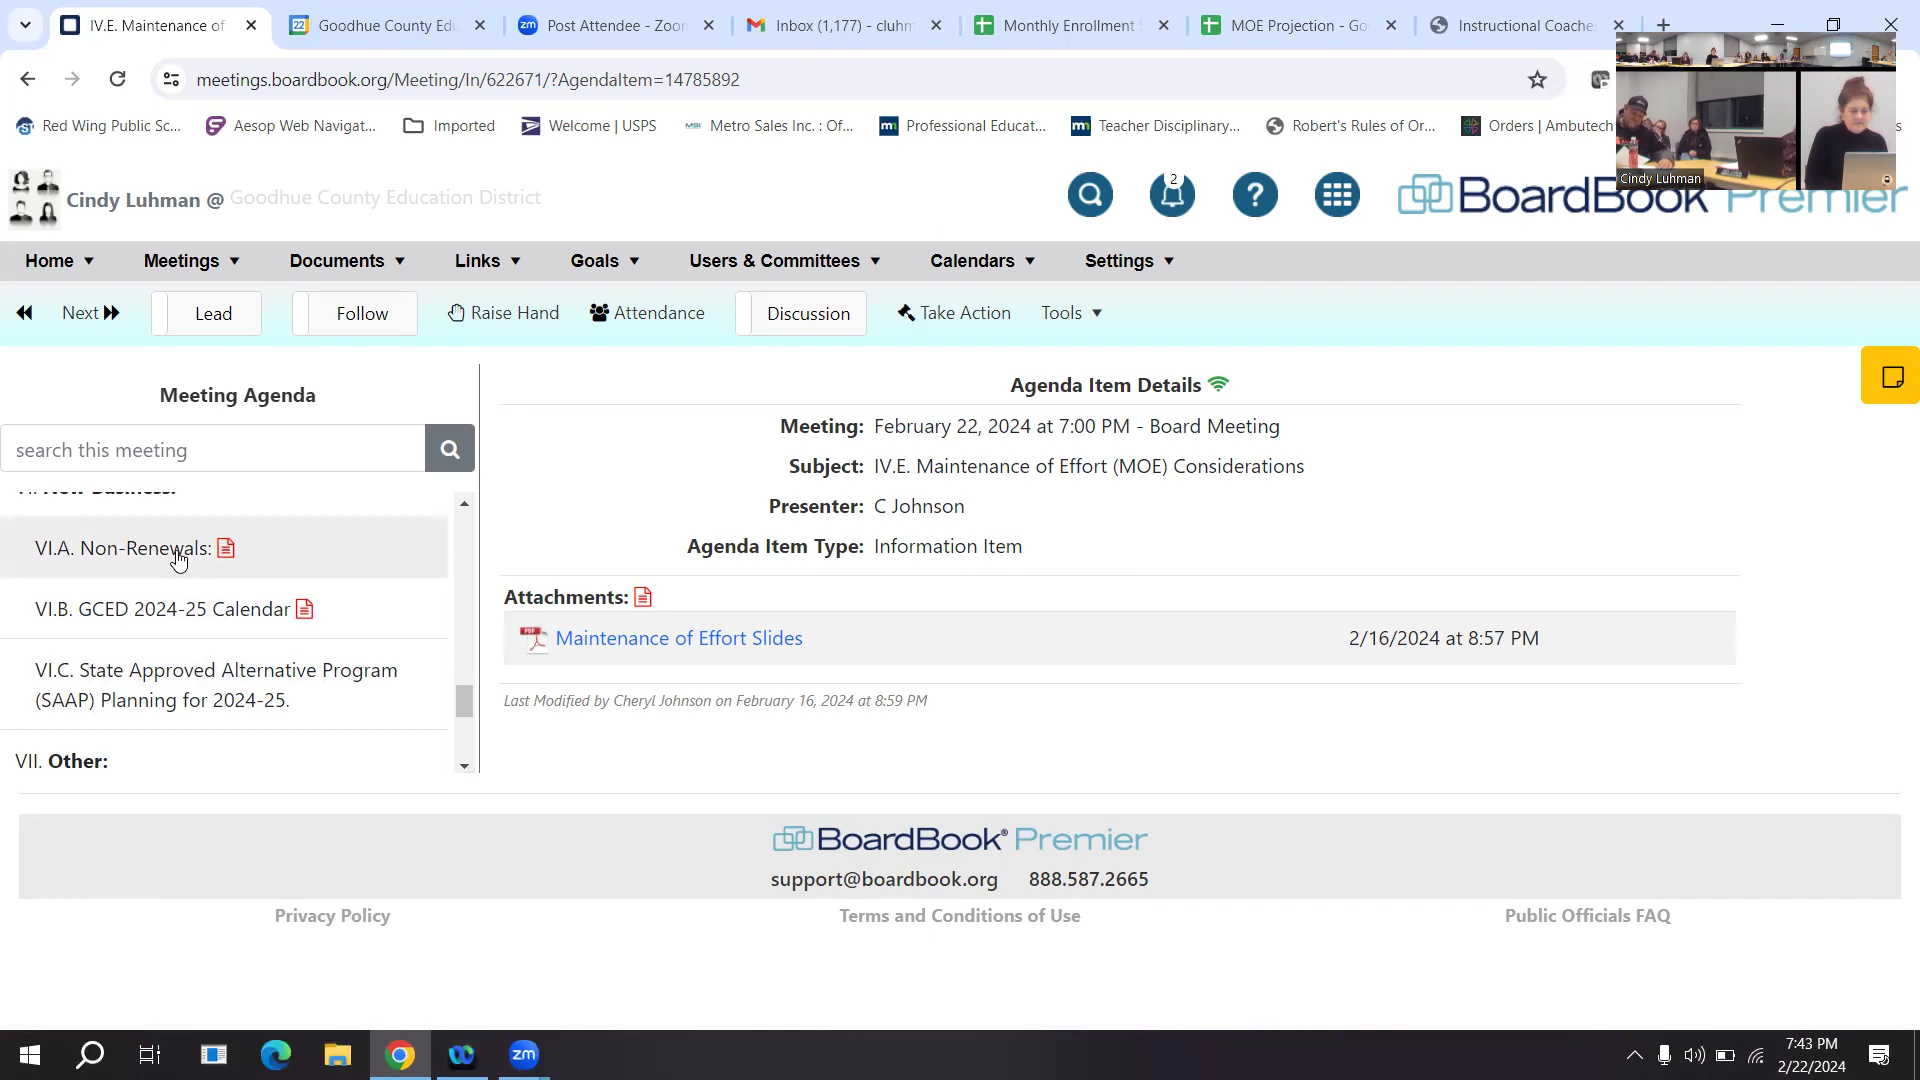 IV.E. Maintenance of
Goodhue County Edu
Post Attendee - Zoom
Inbox (1,177) - cluhm
Monthly Enrollment S
MOE Projection - Go
Instructional Coaches
meetings.boardbook.org/Meeting/In/622671/?AgendaItem=14785892
Red Wing Public Sc...
Aesop Web Navigat...
Imported
Welcome | USPS
Metro Sales Inc. : Of...
Professional Educat...
Teacher Disciplinary...
Robert's Rules of Or...
Orders | Ambutech
Cindy Luhman @ Goodhue County Education District
2
Cindy Luhman
BoardBook Premier
Home
Meetings
Documents
Links
Goals
Users & Committees
Calendars
Settings
Next
Lead
Follow
Raise Hand
Attendance
Discussion
Take Action
Tools
Meeting Agenda
search this meeting
VI. New Business:
VI.A. Non-Renewals:
VI.B. GCED 2024-25 Calendar
VI.C. State Approved Alternative Program
(SAAP) Planning for 2024-25.
VII. Other:
Agenda Item Details
Meeting: February 22, 2024 at 7:00 PM - Board Meeting
Subject: IV.E. Maintenance of Effort (MOE) Considerations
Presenter: C Johnson
Agenda Item Type: Information Item
Attachments:
PDF
Maintenance of Effort Slides
2/16/2024 at 8:57 PM
Last Modified by Cheryl Johnson on February 16, 2024 at 8:59 PM
BoardBook® Premier
support@boardbook.org 888.587.2665
Privacy Policy
Terms and Conditions of Use
Public Officials FAQ
zm
7:43 PM
2/22/2024